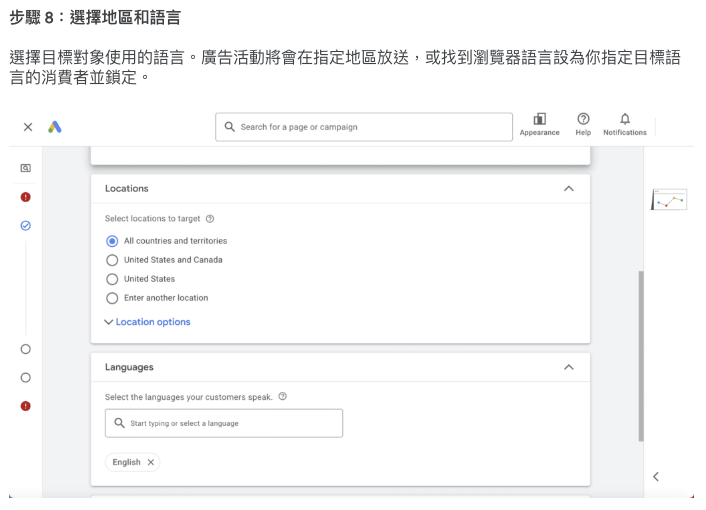 步驟 8：選擇地區和語言
選擇目標對象使用的語言。廣告活動將會在指定地區放送，或找到瀏覽器語言設為你指定目標語
言的消費者並鎖定。
Search for a page or campaign
Appearance
Help
Notifications
Locations
Select locations to target
All countries and territories
United States and Canada
United States
Enter another location
Location options
Languages
Select the languages your customers speak.
Start typing or select a language
English